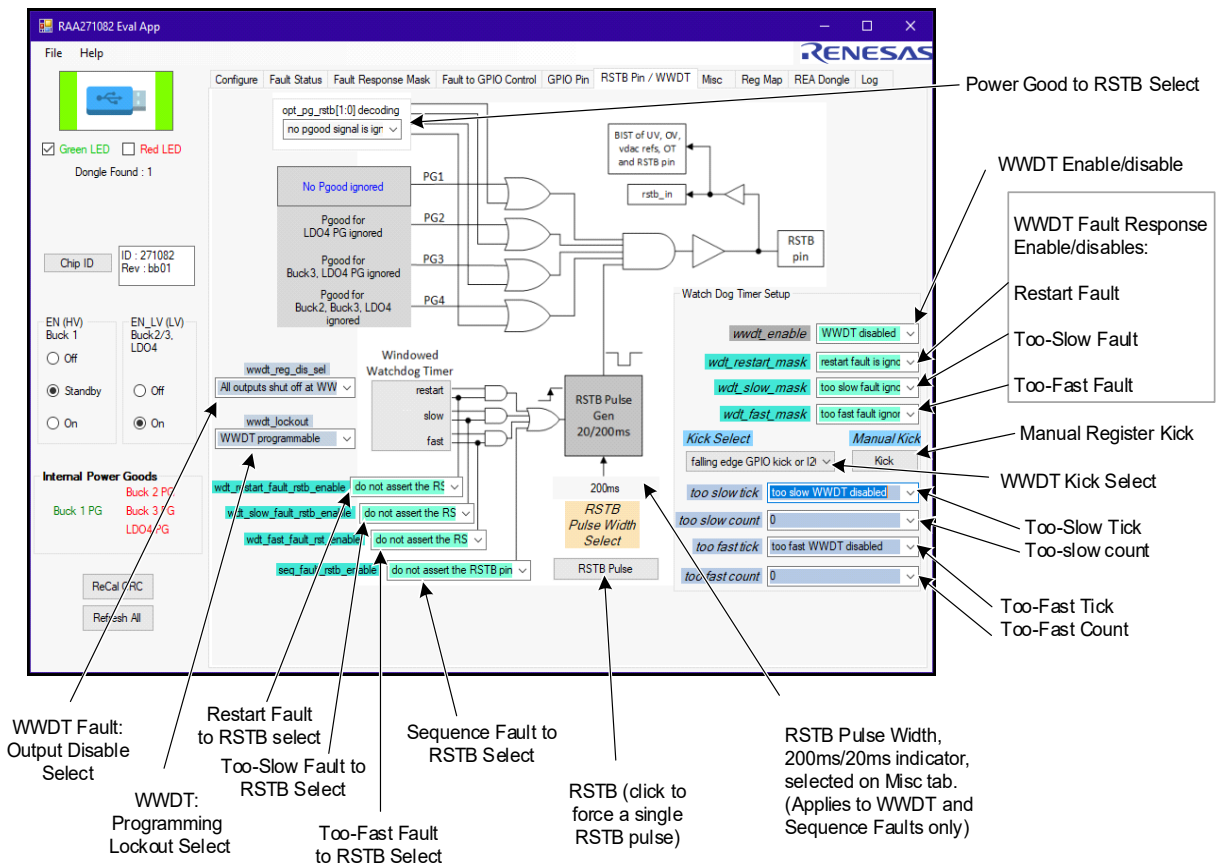 RAA271082 Eval App
File Help
RENESAS
Configure Fault Status Fault Response Mask Fault to GPIO Control GPIO Pin RSTB Pin / WWDT Misc Reg Map REA Dongle Log
Green LED Red LED
Dongle Found : 1
Chip ID
ID : 271082
Rev : bb01
EN (HV)
Buck 1
Off
Standby
On
EN_LV (LV)
Buck2/3,
LDO4
Off
On
Internal Power Goods
Buck 1 PG
Buck 2 PG
Buck 3 PG
LDO4 PG
ReCal CRC
Refresh All
opt_pg_rstb[1:0] decoding
no pgood signal is igr
No Pgood ignored
Pgood for
LDO4 PG ignored
Pgood for
Buck3, LDO4 PG ignored
Pgood for
Buck2, Buck3, LDO4
ignored
PG1
PG2
PG3
PG4
BIST of UV, OV,
vdac refs, OT
and RSTB pin
rstb_in
RSTB
pin
wwdt_reg_dis_sel
All outputs shut off at WW
wwdt_lockout
WWDT programmable
Windowed
Watchdog Timer
restart
slow
fast
RSTB Pulse
Gen
20/200ms
wdt_restart_fault_rstb_enable do not assert the RS
wdt_slow_fault_rstb_enable do not assert the RS
wdt_fast_fault_rst_enable do not assert the RS
seq_fault_rstb_enable do not assert the RSTB pin
200ms
RSTB
Pulse Width
Select
RSTB Pulse
Watch Dog Timer Setup
wwdt_enable WWDT disabled
wdt_restart_mask restart fault is ignc
wdt_slow_mask too slow fault ignc
wdt_fast_mask too fast fault ignor
Kick Select Manual Kick
falling edge GPIO kick or I2( Kick
too slow tick too slow WWDT disabled
too slow count 0
too fast tick too fast WWDT disabled
too fast count 0
Power Good to RSTB Select
WWDT Enable/disable
WWDT Fault Response
Enable/disables:
Restart Fault
Too-Slow Fault
Too-Fast Fault
Manual Register Kick
WWDT Kick Select
Too-Slow Tick
Too-slow count
Too-Fast Tick
Too-Fast Count
WWDT Fault:
Output Disable
Select
WWDT:
Programming
Lockout Select
Restart Fault
to RSTB select
Too-Slow Fault to
RSTB Select
Too-Fast Fault
to RSTB Select
Sequence Fault to
RSTB Select
RSTB (click to
force a single
RSTB pulse)
RSTB Pulse Width,
200ms/20ms indicator,
selected on Misc tab.
(Applies to WWDT and
Sequence Faults only)